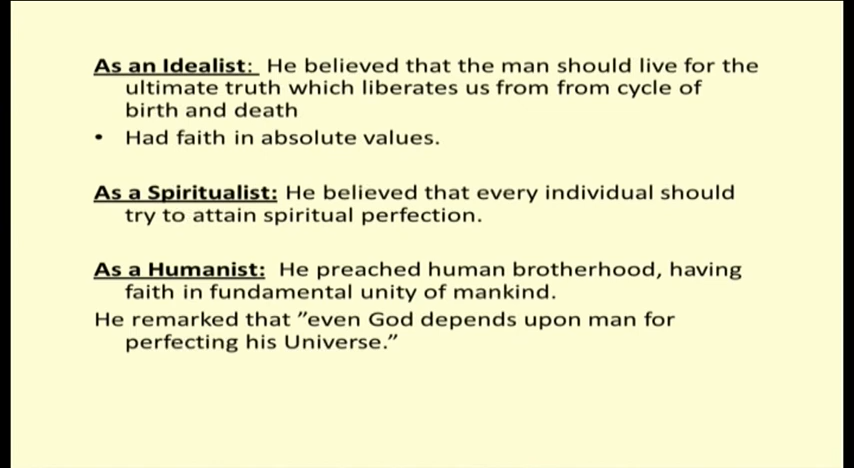 As an Idealist: He believed that the man should live for the
ultimate truth which liberates us from from cycle of
birth and death
• Had faith in absolute values.
As a Spiritualist: He believed that every individual should
try to attain spiritual perfection.
As a Humanist: He preached human brotherhood, having
faith in fundamental unity of mankind.
He remarked that ”even God depends upon man for
perfecting his Universe.”